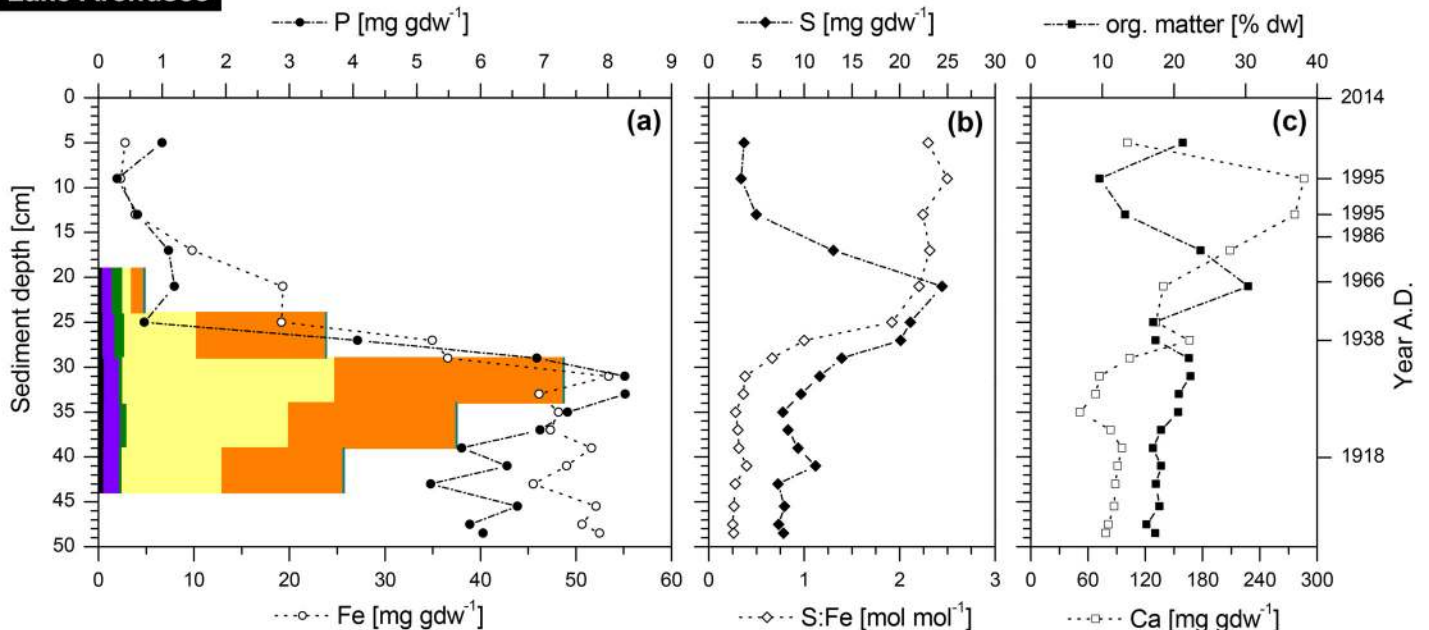 Lake Arendsee
P [mg gdw⁻¹] S [mg gdw⁻¹] org. matter [% dw]
0 1 2 3 4 5 6 7 8 9 0 5 10 15 20 25 30 0 10 20 30 40
0 (a) (b) (c) 2014
5
10 1995
15 1995
1986
20 1966
25
1938
30
35
40 1918
45
50
Sediment depth [cm]
Year A.D.
0 10 20 30 40 50 60 0 1 2 3 60 120 180 240 300
Fe [mg gdw⁻¹] S:Fe [mol mol⁻¹] Ca [mg gdw⁻¹]